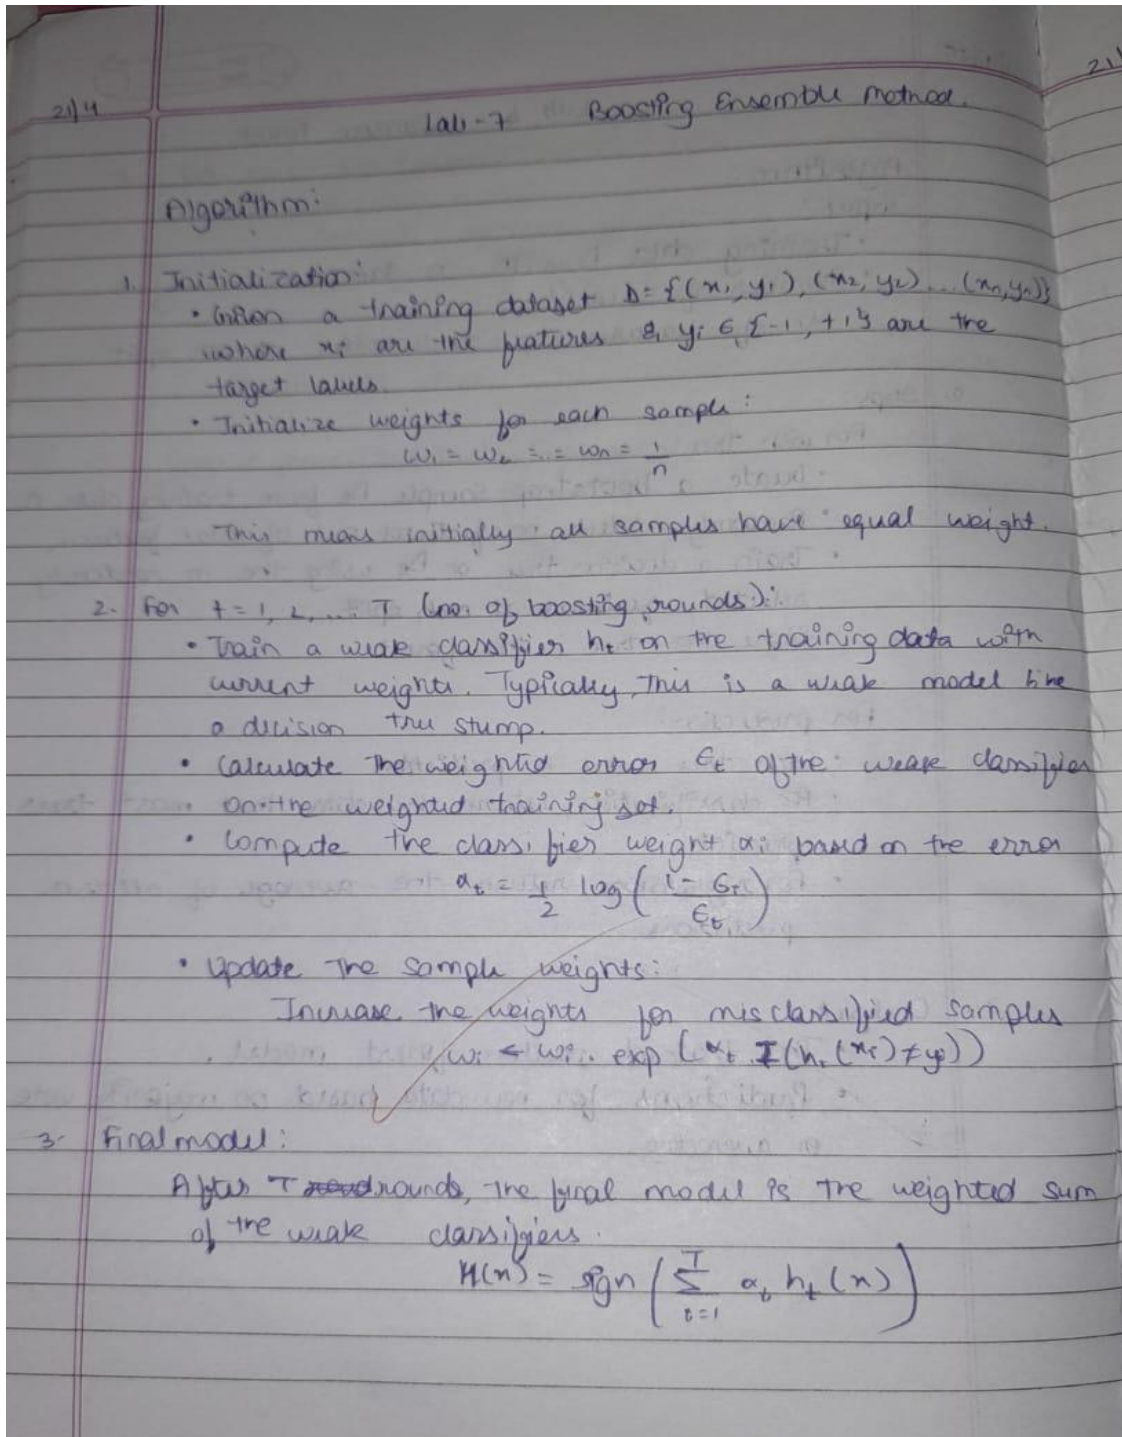 21/4
Lab-7 Boosting Ensemble Method.
Algorithm:
1. Initialization:
• Given a training dataset D = {(x₁, y₁), (x₂, y₂) ... (xₙ, yₙ)}
where xᵢ are the features & yᵢ ∈ {-1, +1} are the
target labels.
• Initialize weights for each sample:
w₁ = w₂ = ... = wₙ = 1/n
This means initially all samples have equal weight.
2. For t = 1, 2, ... T (no. of boosting rounds):
• Train a weak classifier hₜ on the training data with
current weights. Typically, this is a weak model like
a decision tree stump.
• Calculate the weighted error ϵₜ of the weak classifier
on the weighted training set.
• Compute the classifier weight αᵢ based on the error
αₜ = 1/2 log((1 - ϵₜ)/ϵₜ)
• Update the sample weights:
Increase the weights for misclassified samples
wᵢ ← wᵢ . exp(αₜ I(hₜ(xᵢ) ≠ yᵢ))
3. Final model:
After T rounds, the final model is the weighted sum
of the weak classifiers.
H(x) = sign(∑ₜ₌₁ᵀ αₜ hₜ(x))